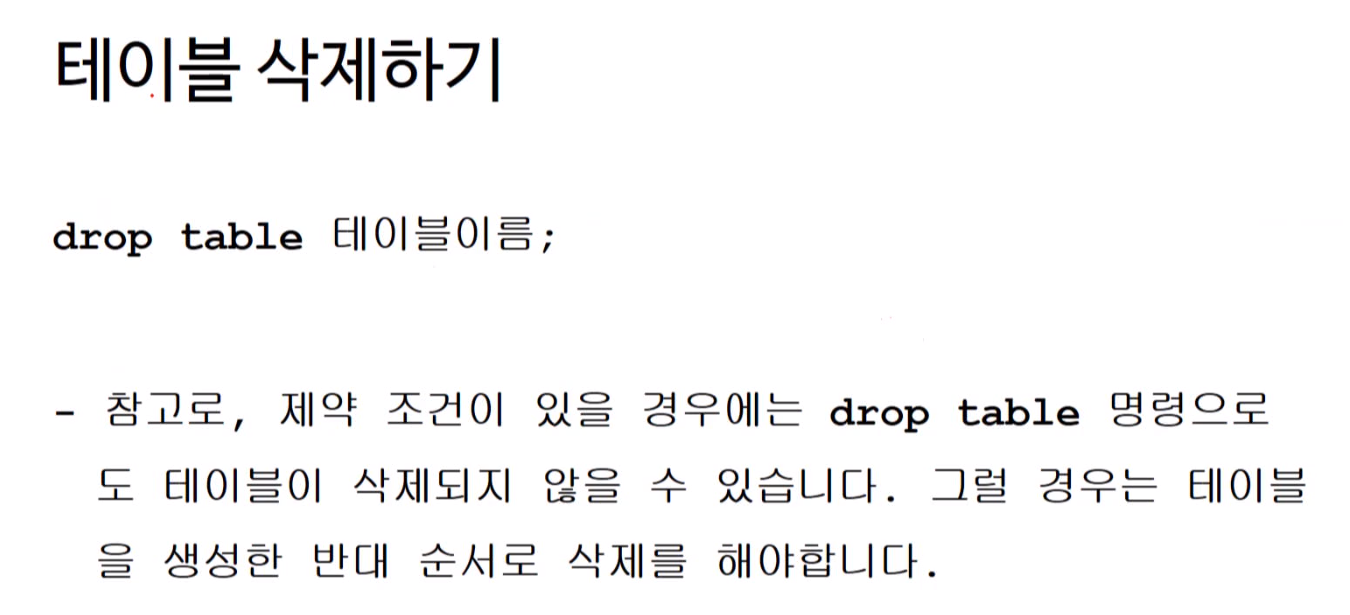 테이블 삭제하기
drop table 테이블이름;
- 참고로, 제약 조건이 있을 경우에는 drop table 명령으로
도 테이블이 삭제되지 않을 수 있습니다. 그럴 경우는 테이블
을 생성한 반대 순서로 삭제를 해야합니다.